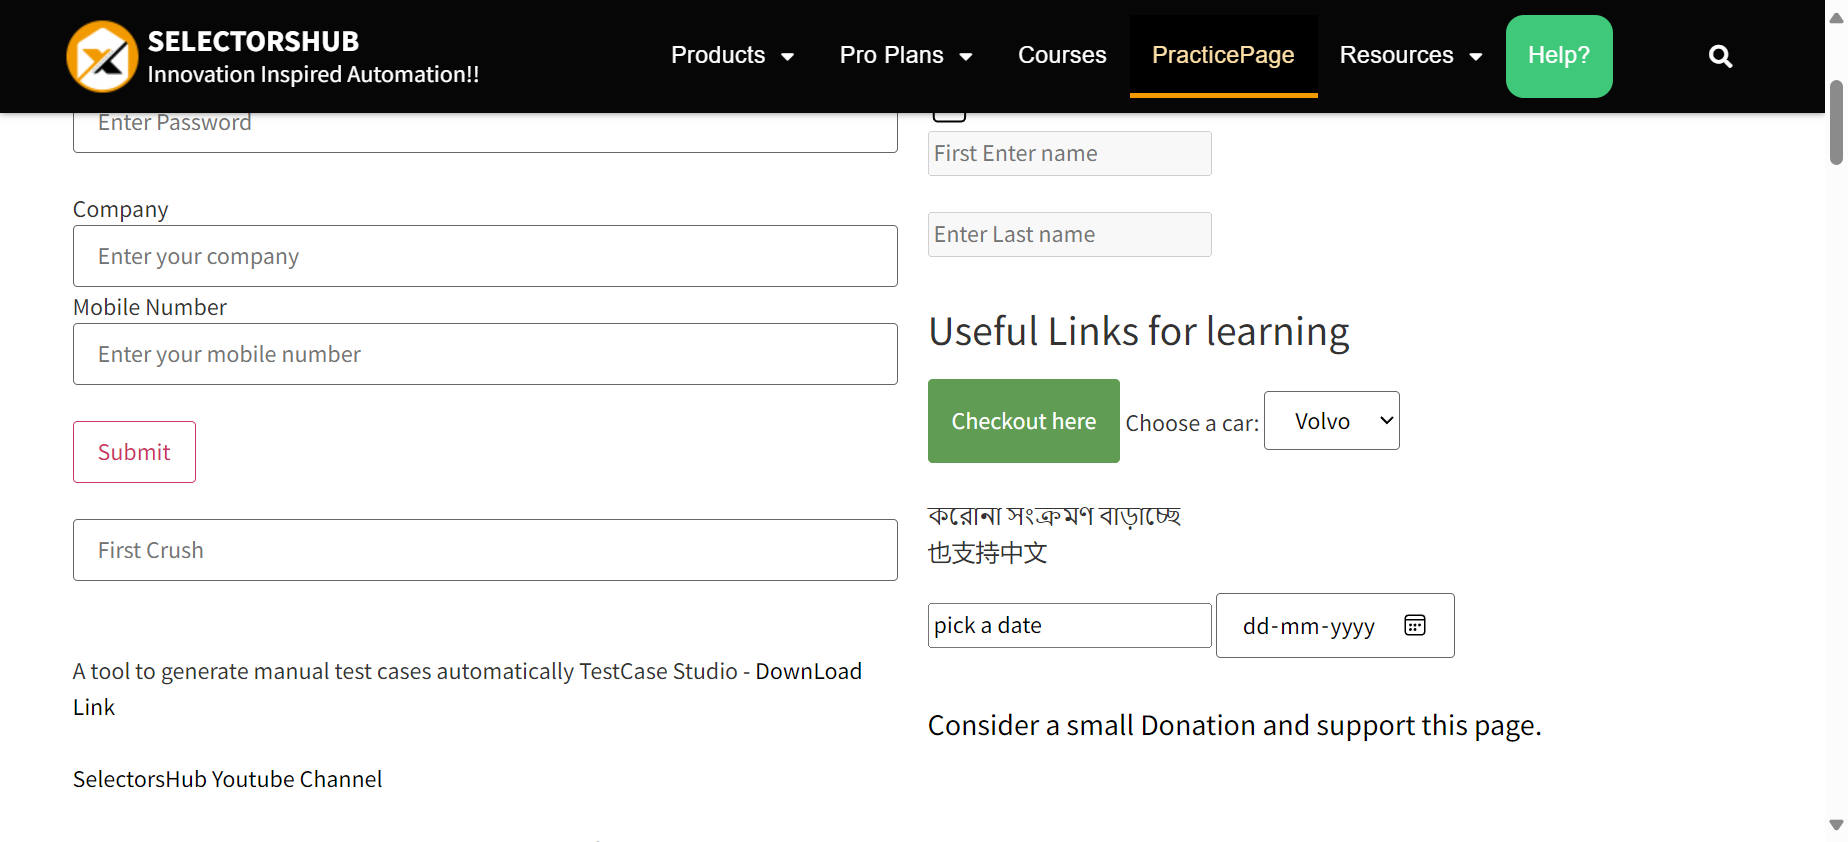 SELECTORSHUB
Innovation Inspired Automation!!
Products
Pro Plans
Courses
PracticePage
Resources
Help?
Enter Password
Company
Enter your company
Mobile Number
Enter your mobile number
Submit
First Crush
A tool to generate manual test cases automatically TestCase Studio - DownLoad
Link
SelectorsHub Youtube Channel
First Enter name
Enter Last name
Useful Links for learning
Checkout here
Choose a car:
Volvo
করোনা সংক্রমণ বাড়াচ্ছে
也支持中文
pick a date
dd-mm-yyyy
Consider a small Donation and support this page.